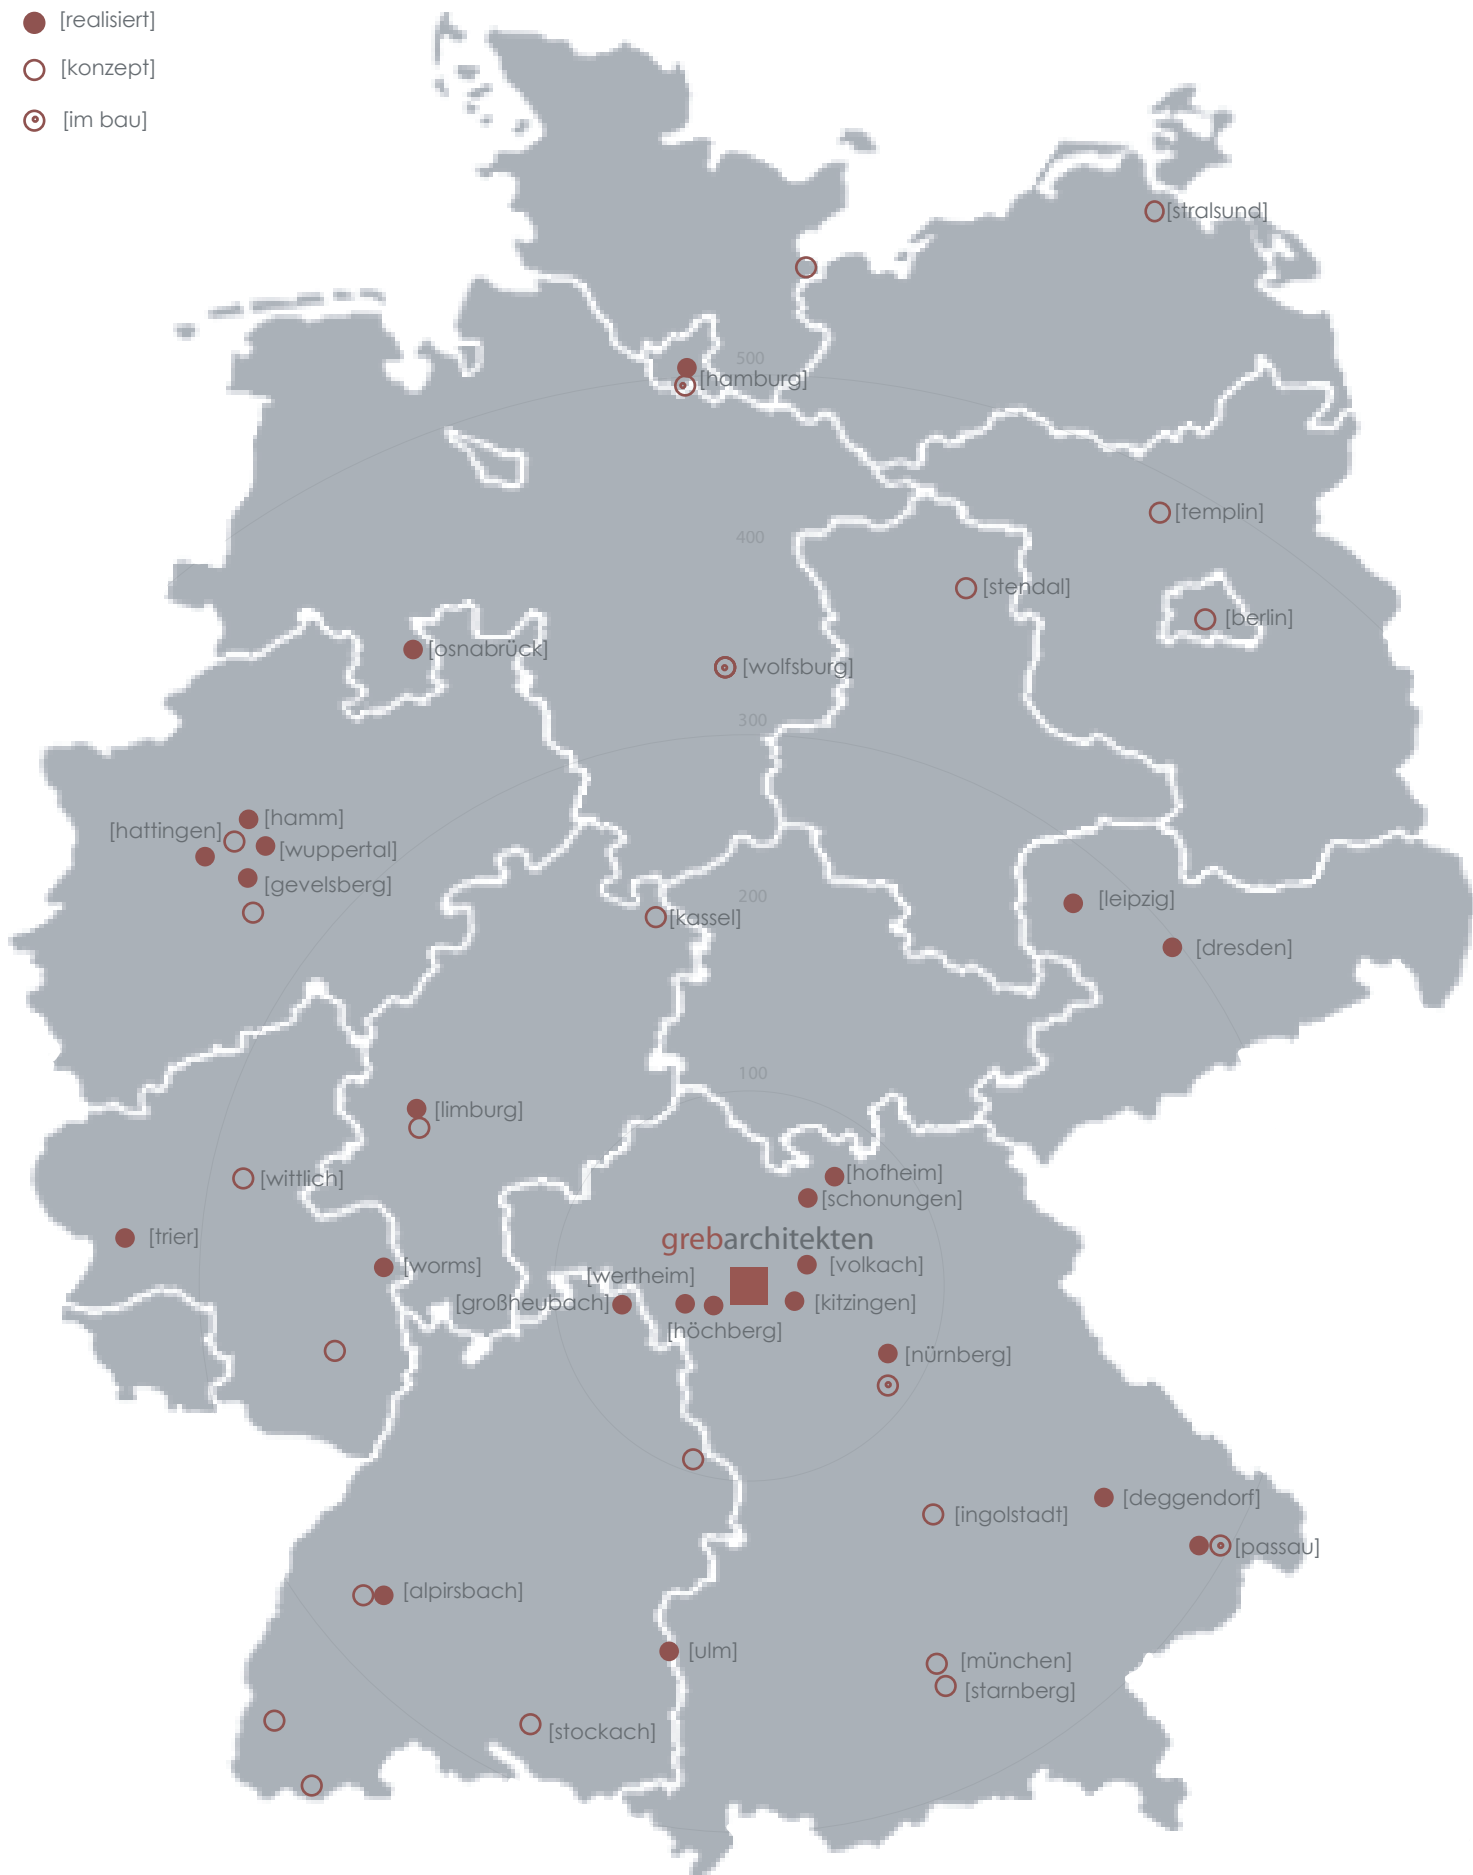 [realisiert]
[konzept]
[im bau]
[stralsund]
500
[hamburg]
[templin]
400
[stendal]
[berlin]
[osnabrück]
[wolfsburg]
300
[hamm]
[hattingen]
[wuppertal]
[gevelsberg]
200
[leipzig]
[kassel]
[dresden]
100
[limburg]
[hofheim]
[wittlich]
[schonungen]
[trier]
grebarchitekten
[worms]
[volkach]
[wertheim]
[großheubach]
[kitzingen]
[höchberg]
[nürnberg]
[deggendorf]
[ingolstadt]
[passau]
[alpirsbach]
[ulm]
[münchen]
[starnberg]
[stockach]